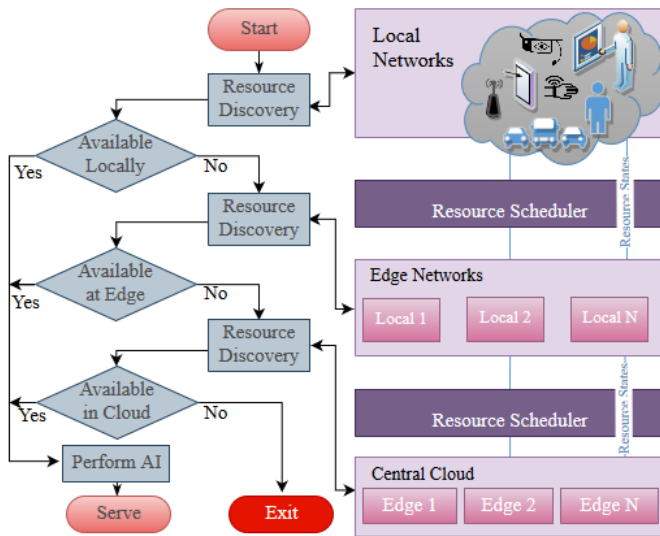 Start
Resource
Discovery
Available
Locally
Yes
No
Resource
Discovery
Available
at Edge
Yes
No
Resource
Discovery
Available
in Cloud
Yes
No
Perform AI
Serve
Exit
Local
Networks
Resource Scheduler
Resource States
Edge Networks
Local 1
Local 2
Local N
Resource Scheduler
Resource States
Central Cloud
Edge 1
Edge 2
Edge N